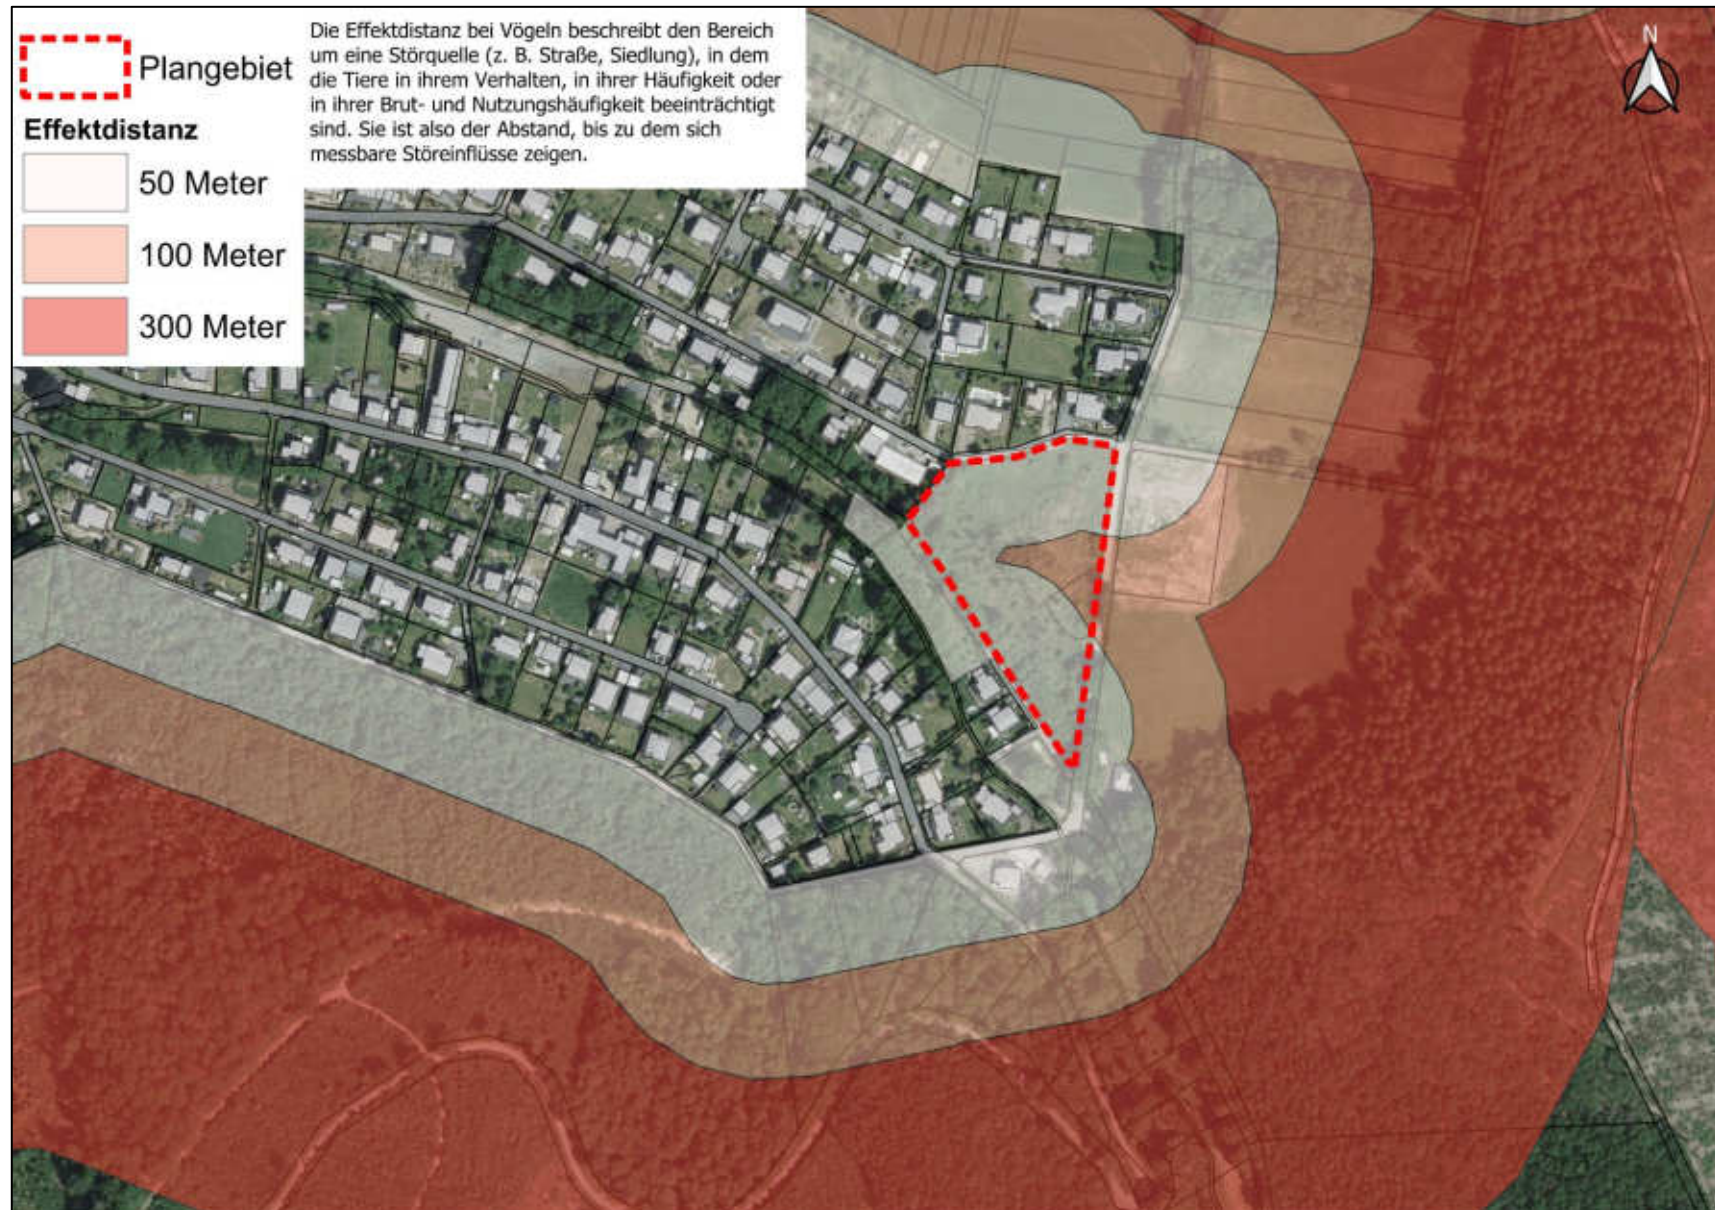 Plangebiet
Effektdistanz
50 Meter
100 Meter
300 Meter
Die Effektdistanz bei Vögeln beschreibt den Bereich
um eine Störquelle (z. B. Straße, Siedlung), in dem
die Tiere in ihrem Verhalten, in ihrer Häufigkeit oder
in ihrer Brut- und Nutzungshäufigkeit beeinträchtigt
sind. Sie ist also der Abstand, bis zu dem sich
messbare Störeinflüsse zeigen.
N